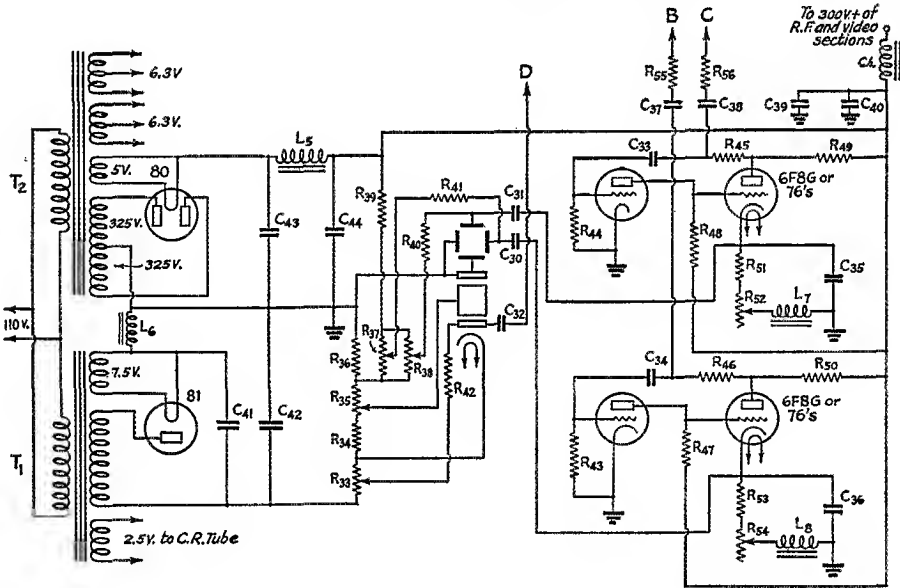 B
C
To 300v.+ of
R.F. and video
sections
Ch.
D
R55
R56
6.3V
C37
C38
C39
C40
6.3V.
L5
C33
R45
R49
T2
5V.
80
R39
R41
C31
6F8G or
76's
325V.
C43
C44
R40
C30
R44
R48
325V.
R51
C35
C32
R52
L7
110 V.
L6
R37
R36
R38
R42
C34
R46
R50
7.5V.
R35
81
6F8G or
76's
C41
C42
R34
R43
R47
T1
R33
R53
C36
R54
L8
2.5V. to C.R.Tube